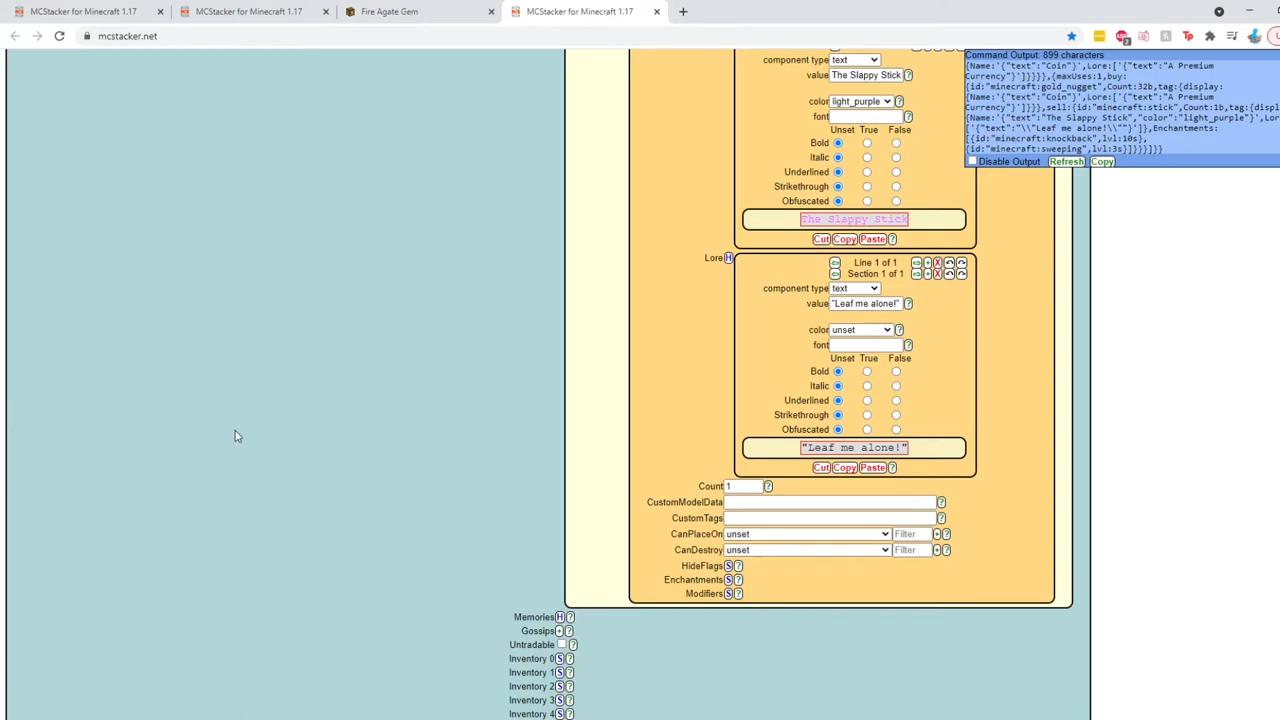 MCStacker for Minecraft 1.17
MCStacker for Minecraft 1.17
Fire Agate Gem
MCStacker for Minecraft 1.17
mcstacker.net
Command Output: 899 characters
{Name:'{"text":"Coin"}',Lore:['{"text":"A Premium
Currency"}']}}}},{maxUses:1,buy:
{id:"minecraft:gold_nugget",Count:32b,tag:{display:
{Name:'{"text":"Coin"}',Lore:['{"text":"A Premium
Currency"}']}}},sell:{id:"minecraft:stick",Count:1b,tag:{displ
{Name:'{"text":"The Slappy Stick","color":"light_purple"}',Lor
['{"text":"\\"Leaf me alone!\\""}']},Enchantments:
[{id:"minecraft:knockback",lvl:10s},
{id:"minecraft:sweeping",lvl:3s}]}}}]}}
Disable Output Refresh Copy
component type text
value The Slappy Stick ?
color light_purple ?
font ?
Unset True False
Bold
Italic
Underlined
Strikethrough
Obfuscated
The Slappy Stick
Cut Copy Paste ?
Lore H
Line 1 of 1 + X
Section 1 of 1 + X
component type text
value "Leaf me alone!" ?
color unset ?
font ?
Unset True False
Bold
Italic
Underlined
Strikethrough
Obfuscated
"Leaf me alone!"
Cut Copy Paste ?
Count 1 ?
CustomModelData ?
CustomTags ?
CanPlaceOn unset Filter + ?
CanDestroy unset Filter + ?
HideFlags S ?
Enchantments S ?
Modifiers S ?
Memories H ?
Gossips + ?
Untradable ?
Inventory 0 S ?
Inventory 1 S ?
Inventory 2 S ?
Inventory 3 S ?
Inventory 4 S ?